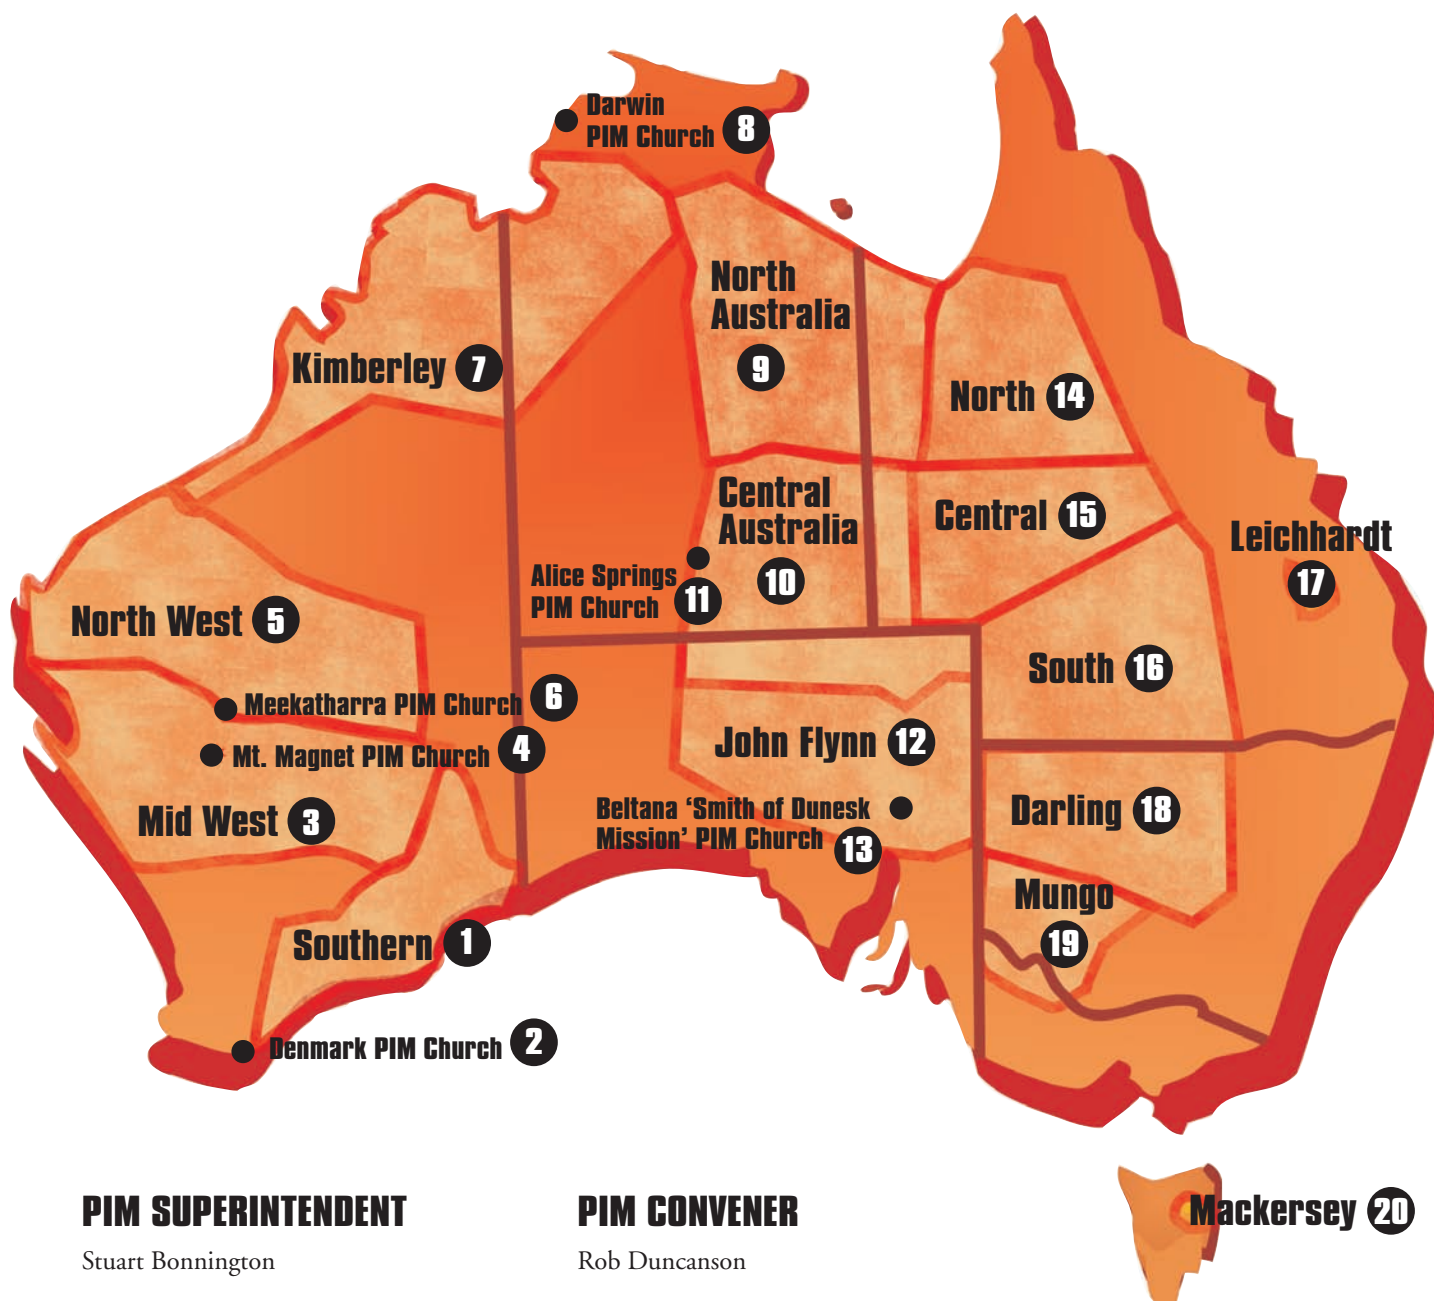 Darwin
PIM Church 8
North
Australia
9
Kimberley 7
North 14
Central
Australia
10
Central 15
Leichhardt
17
Alice Springs
PIM Church 11
North West 5
South 16
Meekatharra PIM Church 6
John Flynn 12
Mt. Magnet PIM Church 4
Mid West 3
Beltana ‘Smith of Dunesk
Mission’ PIM Church 13
Darling 18
Mungo
19
Southern 1
Denmark PIM Church 2
Mackersey 20
PIM SUPERINTENDENT
Stuart Bonnington
PIM CONVENER
Rob Duncanson